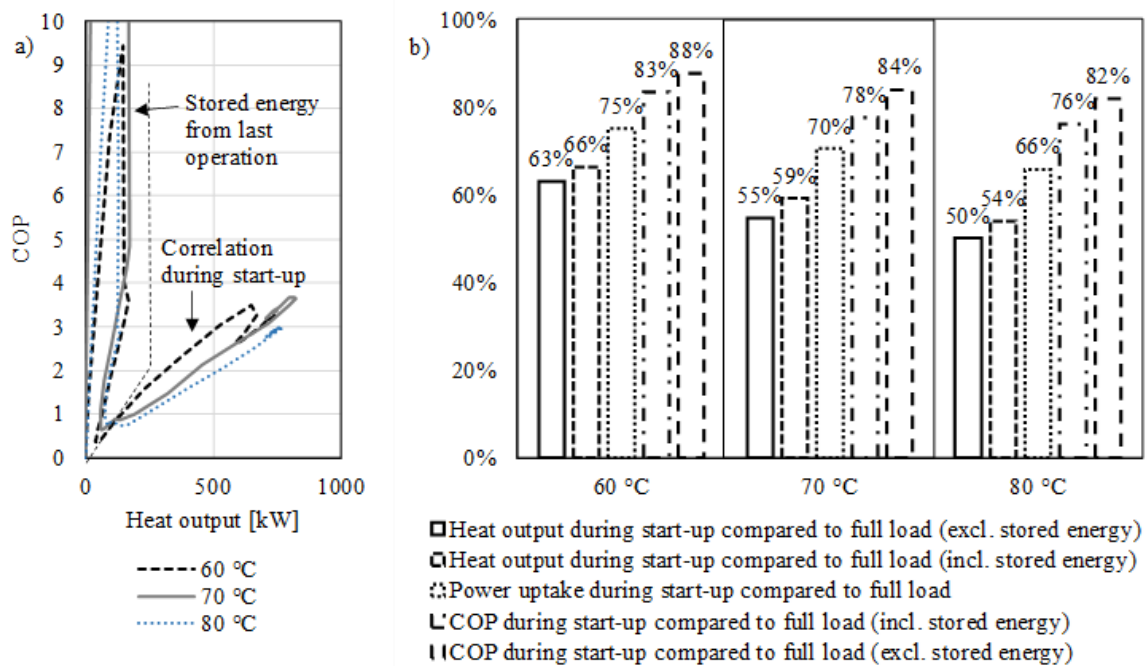 a)
10
9
8
7
6
5
4
3
2
1
0
COP
Stored energy
from last
operation
Correlation
during start-up
0 500 1000
Heat output [kW]
60 °C
70 °C
80 °C
b)
100%
80%
60%
40%
20%
0%
63% 66% 75% 83% 88%
55% 59% 70% 78% 84%
50% 54% 66% 76% 82%
60 °C 70 °C 80 °C
Heat output during start-up compared to full load (excl. stored energy)
Heat output during start-up compared to full load (incl. stored energy)
Power uptake during start-up compared to full load
COP during start-up compared to full load (incl. stored energy)
COP during start-up compared to full load (excl. stored energy)